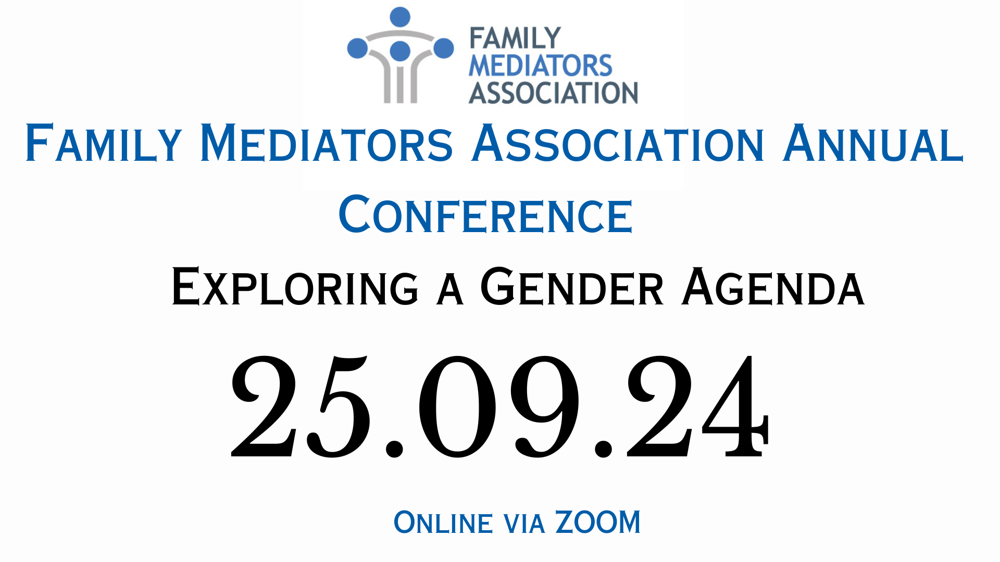 FAMILY
MEDIATORS
ASSOCIATION
Family Mediators Association Annual
Conference
Exploring a Gender Agenda
25.09.24
Online via ZOOM